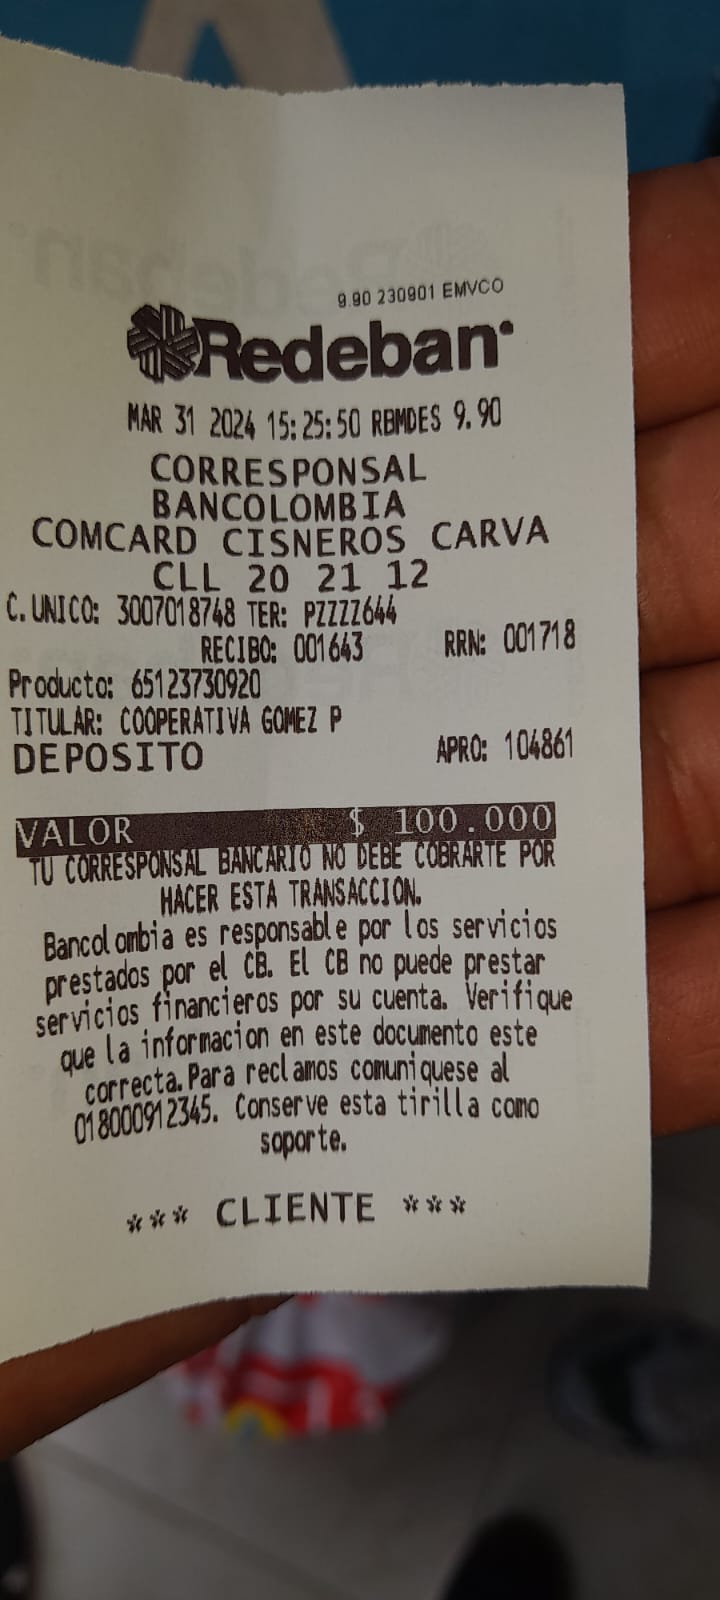 9.90 230901 EMVCO
Redeban
MAR 31 2024 15:25:50 RBMDES 9.90
CORRESPONSAL
BANCOLOMBIA
COMCARD CISNEROS CARVA
CLL 20 21 12
C.UNICO: 3007018748 TER: PZZZZ644
RECIBO: 001643 RRN: 001718
Producto: 65123730920
TITULAR: COOPERATIVA GOMEZ P
DEPOSITO APRO: 104861
VALOR $ 100.000
TU CORRESPONSAL BANCARIO NO DEBE COBRARTE POR
HACER ESTA TRANSACCION.
Bancolombia es responsable por los servicios
prestados por el CB. El CB no puede prestar
servicios financieros por su cuenta. Verifique
que la informacion en este documento este
correcta. Para reclamos comuniquese al
018000912345. Conserve esta tirilla como
soporte.
*** CLIENTE ***